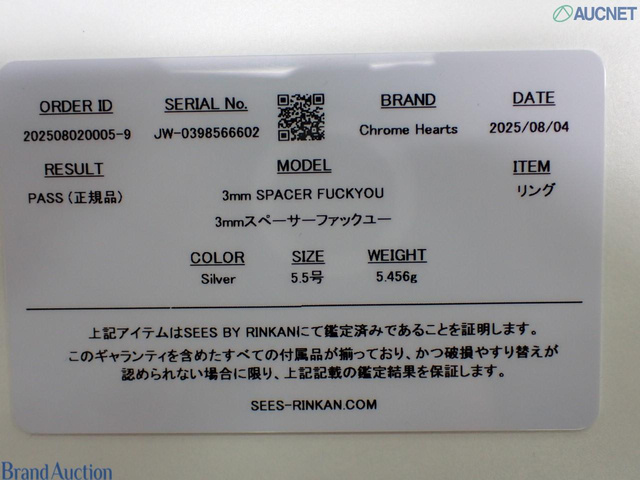 AUCNET
ORDER ID
202508020005-9
SERIAL No.
JW-0398566602
BRAND
Chrome Hearts
DATE
2025/08/04
RESULT
PASS（正規品）
MODEL
3mm SPACER FUCKYOU
3mmスペーサーファックユー
ITEM
リング
COLOR
Silver
SIZE
5.5号
WEIGHT
5.456g
上記アイテムはSEES BY RINKANにて鑑定済みであることを証明します。
このギャランティを含めたすべての付属品が揃っており、かつ破損やすり替えが
認められない場合に限り、上記記載の鑑定結果を保証します。
SEES-RINKAN.COM
Brand Auction